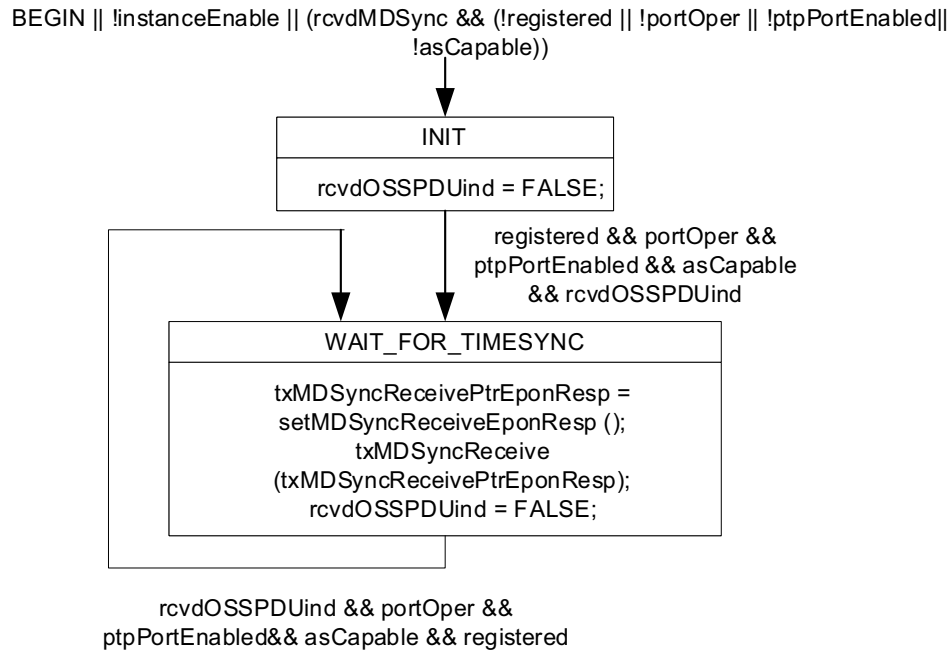 BEGIN || !instanceEnable || (rcvdMDSync && (!registered || !portOper || !ptpPortEnabled||
!asCapable))
INIT
rcvdOSSPDUind = FALSE;
registered && portOper &&
ptpPortEnabled && asCapable
&& rcvdOSSPDUind
WAIT_FOR_TIMESYNC
txMDSyncReceivePtrEponResp =
setMDSyncReceiveEponResp ();
txMDSyncReceive
(txMDSyncReceivePtrEponResp);
rcvdOSSPDUind = FALSE;
rcvdOSSPDUind && portOper &&
ptpPortEnabled&& asCapable && registered